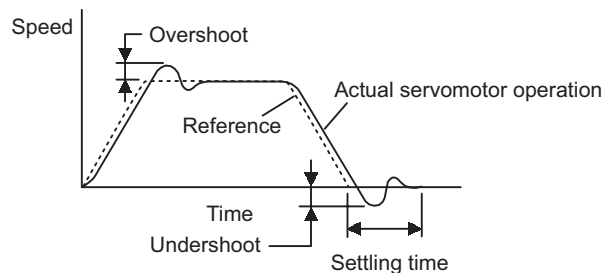 Speed
Overshoot
Actual servomotor operation
Reference
Time
Undershoot
Settling time